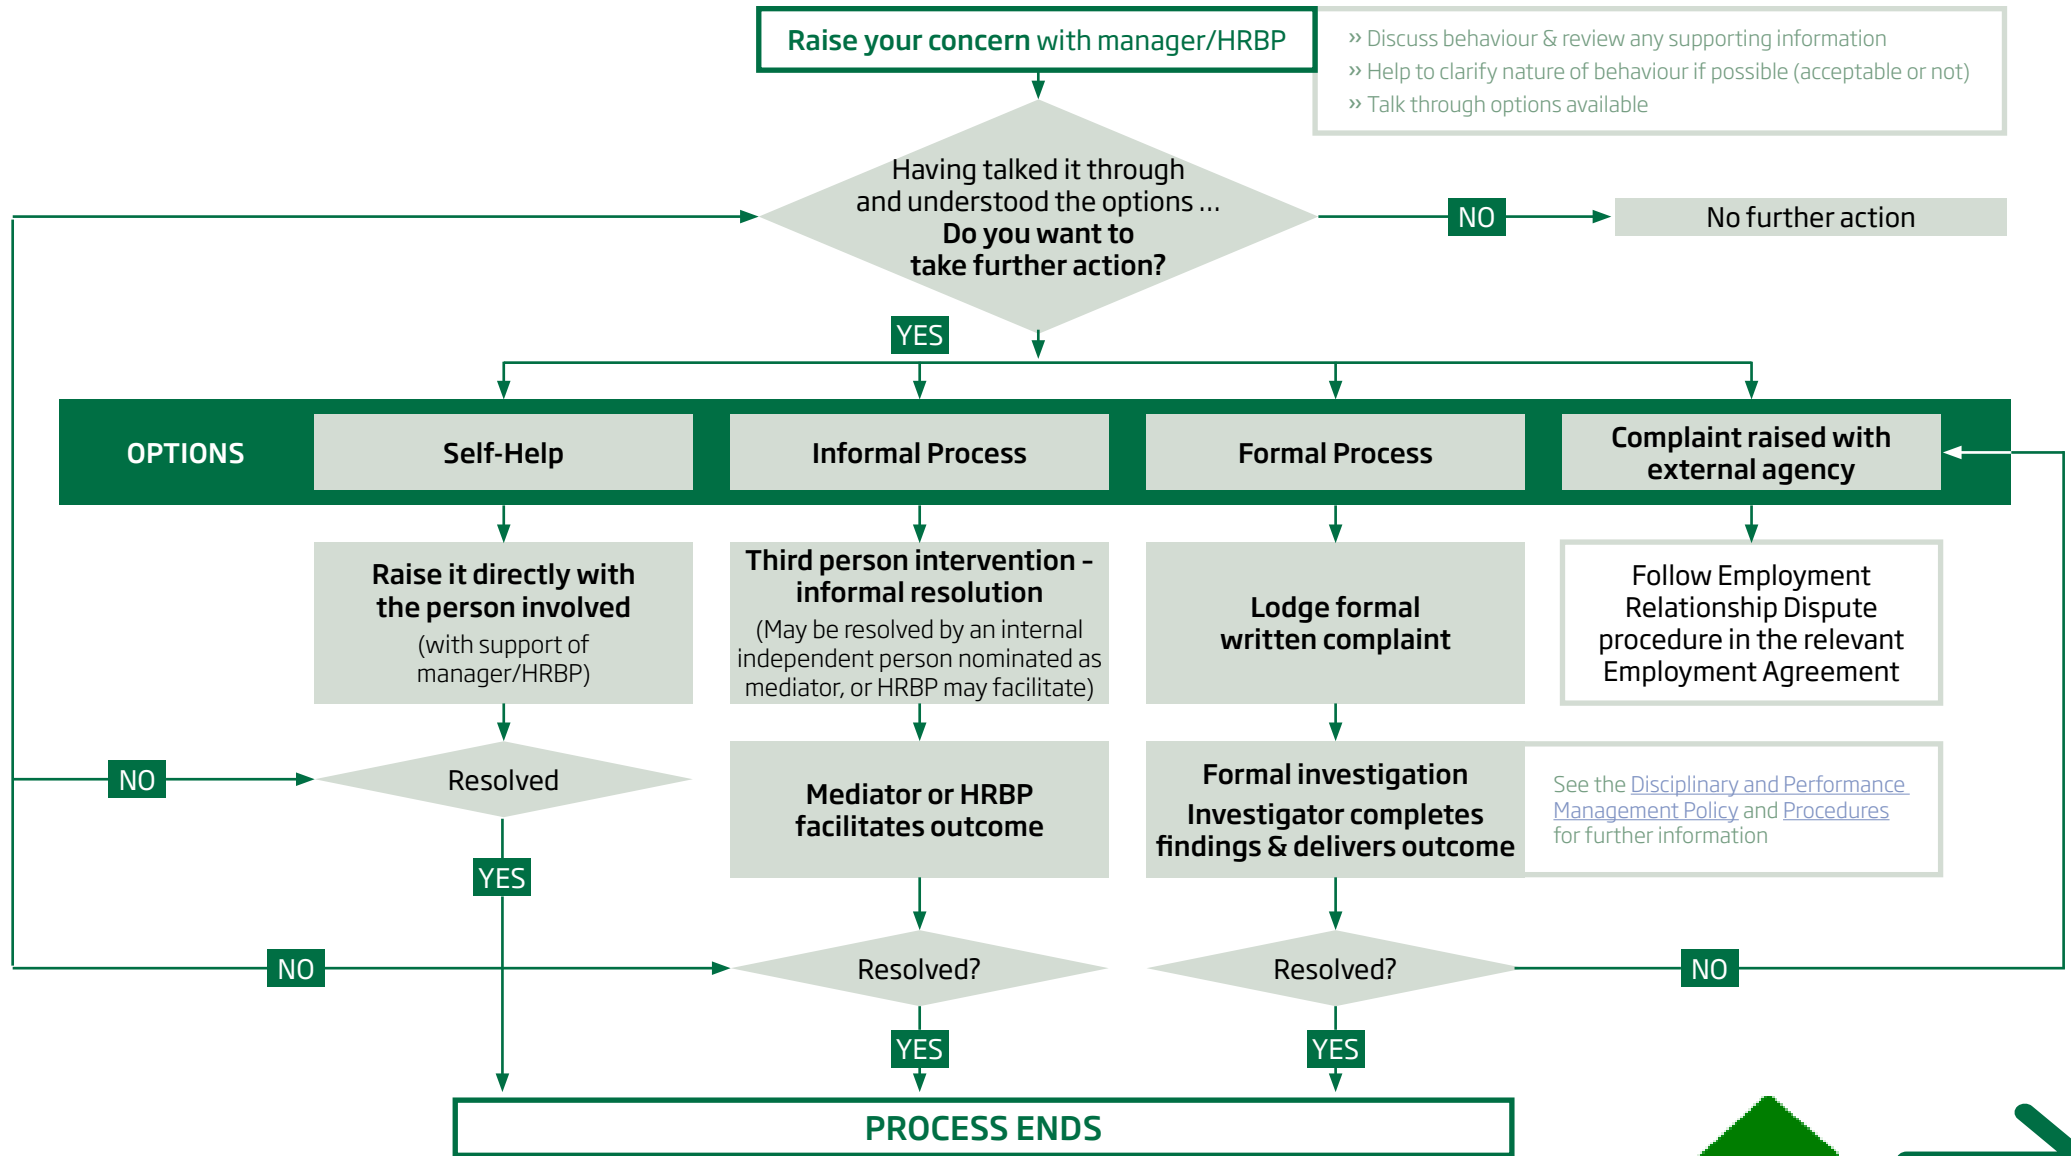 Raise your concern with manager/HRBP
» Discuss behaviour & review any supporting information
» Help to clarify nature of behaviour if possible (acceptable or not)
» Talk through options available
Having talked it through
and understood the options ...
Do you want to
take further action?
NO
No further action
YES
OPTIONS
Self-Help
Informal Process
Formal Process
Complaint raised with
external agency
Raise it directly with
the person involved
(with support of
manager/HRBP)
Third person intervention –
informal resolution
(May be resolved by an internal
independent person nominated as
mediator, or HRBP may facilitate)
Lodge formal
written complaint
Follow Employment
Relationship Dispute
procedure in the relevant
Employment Agreement
NO
Resolved
Mediator or HRBP
facilitates outcome
Formal investigation
Investigator completes
findings & delivers outcome
See the Disciplinary and Performance
Management Policy and Procedures
for further information
YES
NO
Resolved?
Resolved?
NO
YES
YES
PROCESS ENDS